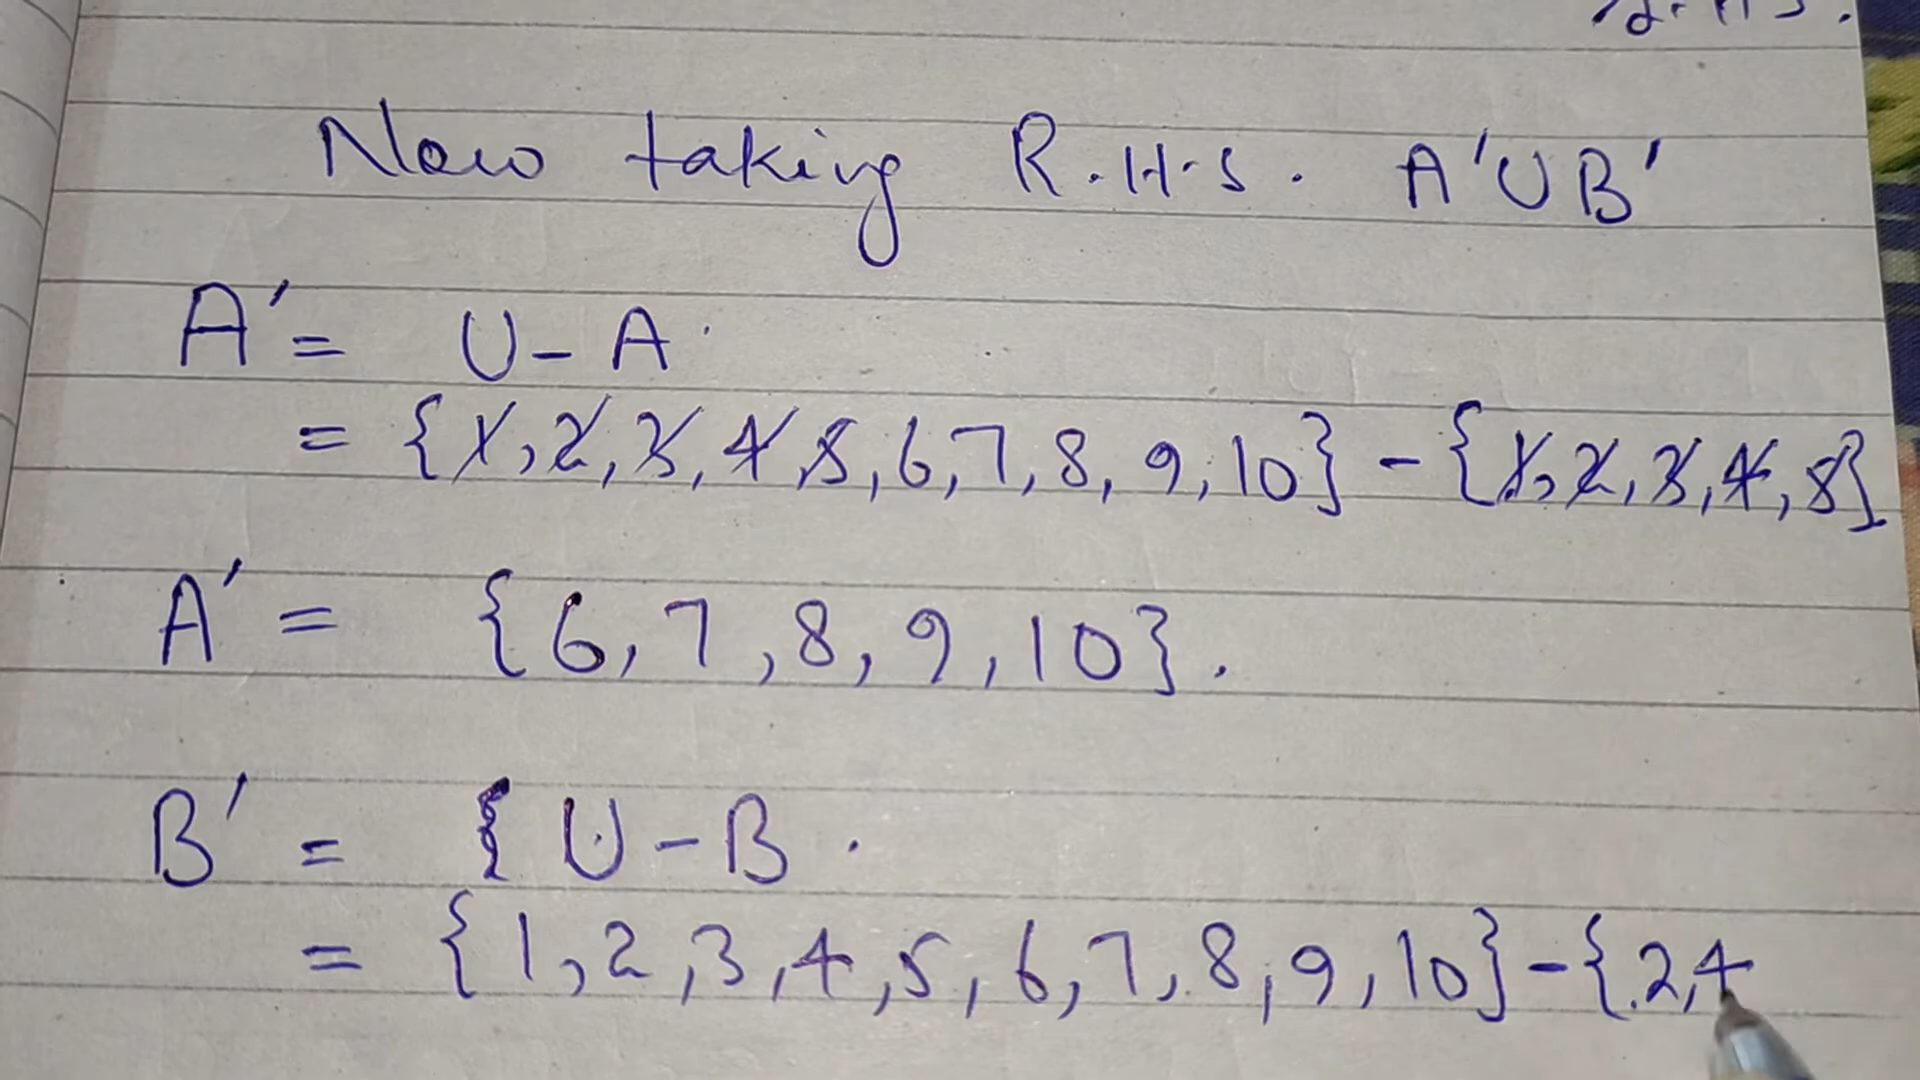 Now taking R.H.S. A'UB'
A' = U - A
= {1, 2, 3, 4, 5, 6, 7, 8, 9, 10} - {1, 2, 3, 4, 5}
A' = {6, 7, 8, 9, 10}.
B' = { U - B .
= {1, 2, 3, 4, 5, 6, 7, 8, 9, 10} - {2, 4